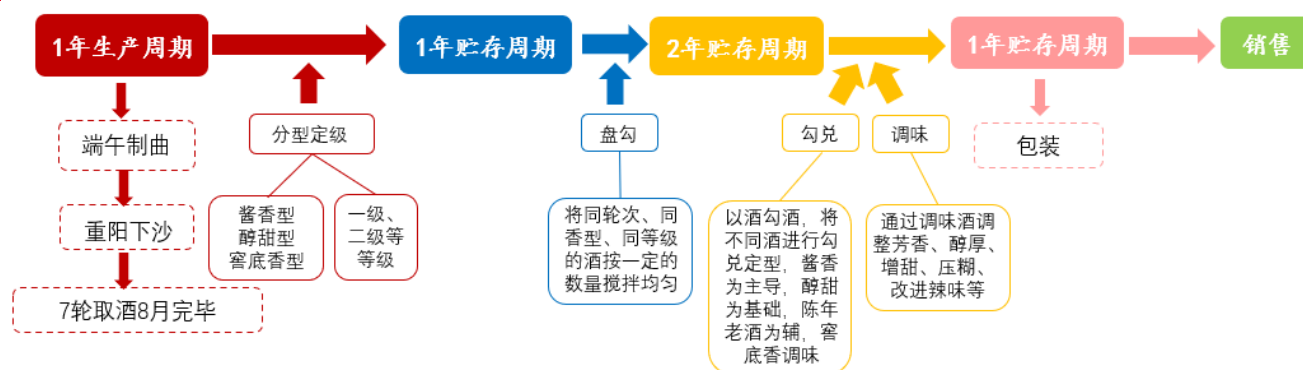 1年生产周期
1年贮存周期
2年贮存周期
1年贮存周期
销售
端午制曲
重阳下沙
7轮取酒8月完毕
分型定级
酱香型
醇甜型
窖底香型
一级、
二级等
等级
盘勾
将同轮次、同
香型、同等级
的酒按一定的
数量搅拌均匀
勾兑
以酒勾酒，将
不同酒进行勾
兑定型，酱香
为主导，醇甜
为基础，陈年
老酒为辅，窖
底香调味
调味
通过调味酒调
整芳香、醇厚、
增甜、压糊、
改进辣味等
包装